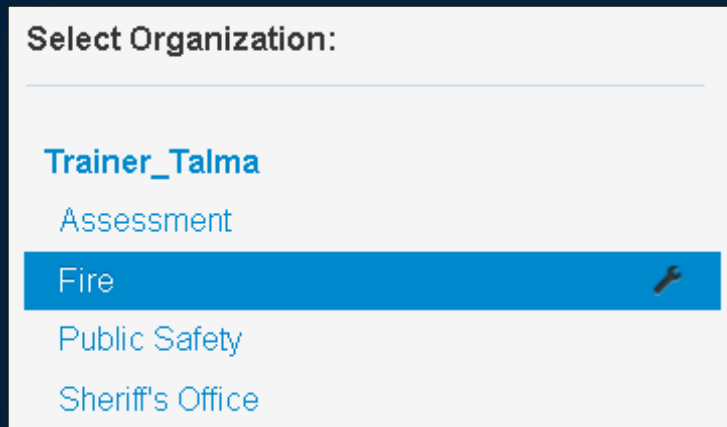 Select Organization:
Trainer_Talma
Assessment
Fire
Public Safety
Sheriff's Office